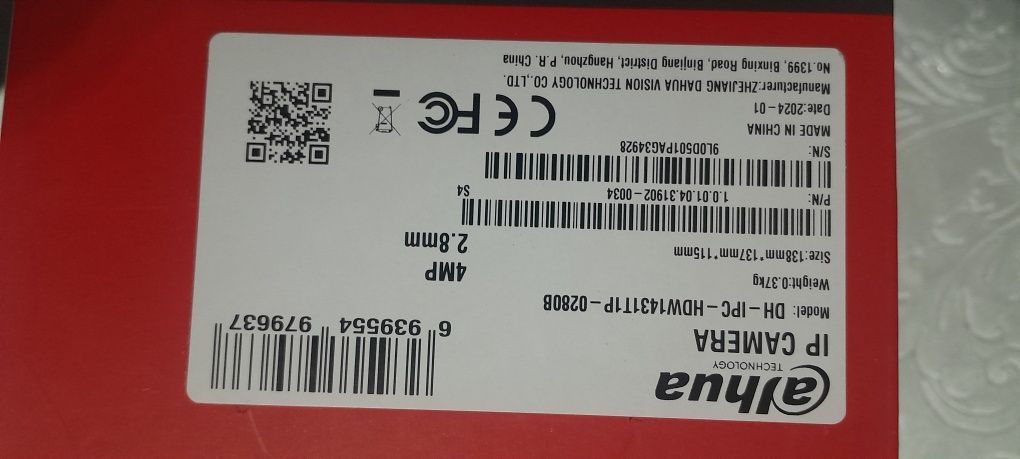 alhua
TECHNOLOGY
IP CAMERA
Model: DH-IPC-HDW1431T1P-0280B
Weight:0.37kg
Size:138mm*137mm*115mm
4MP
2.8mm
6 939554 979637
P/N: 1.0.01.04.31902-0034 S4
S/N: 9L0D501PAG34928
MADE IN CHINA
Date:2024-01
Manufacturer:ZHEJIANG DAHUA VISION TECHNOLOGY CO.,LTD.
No.1399, Binxing Road, Binjiang District, Hangzhou, P.R. China
CE FC